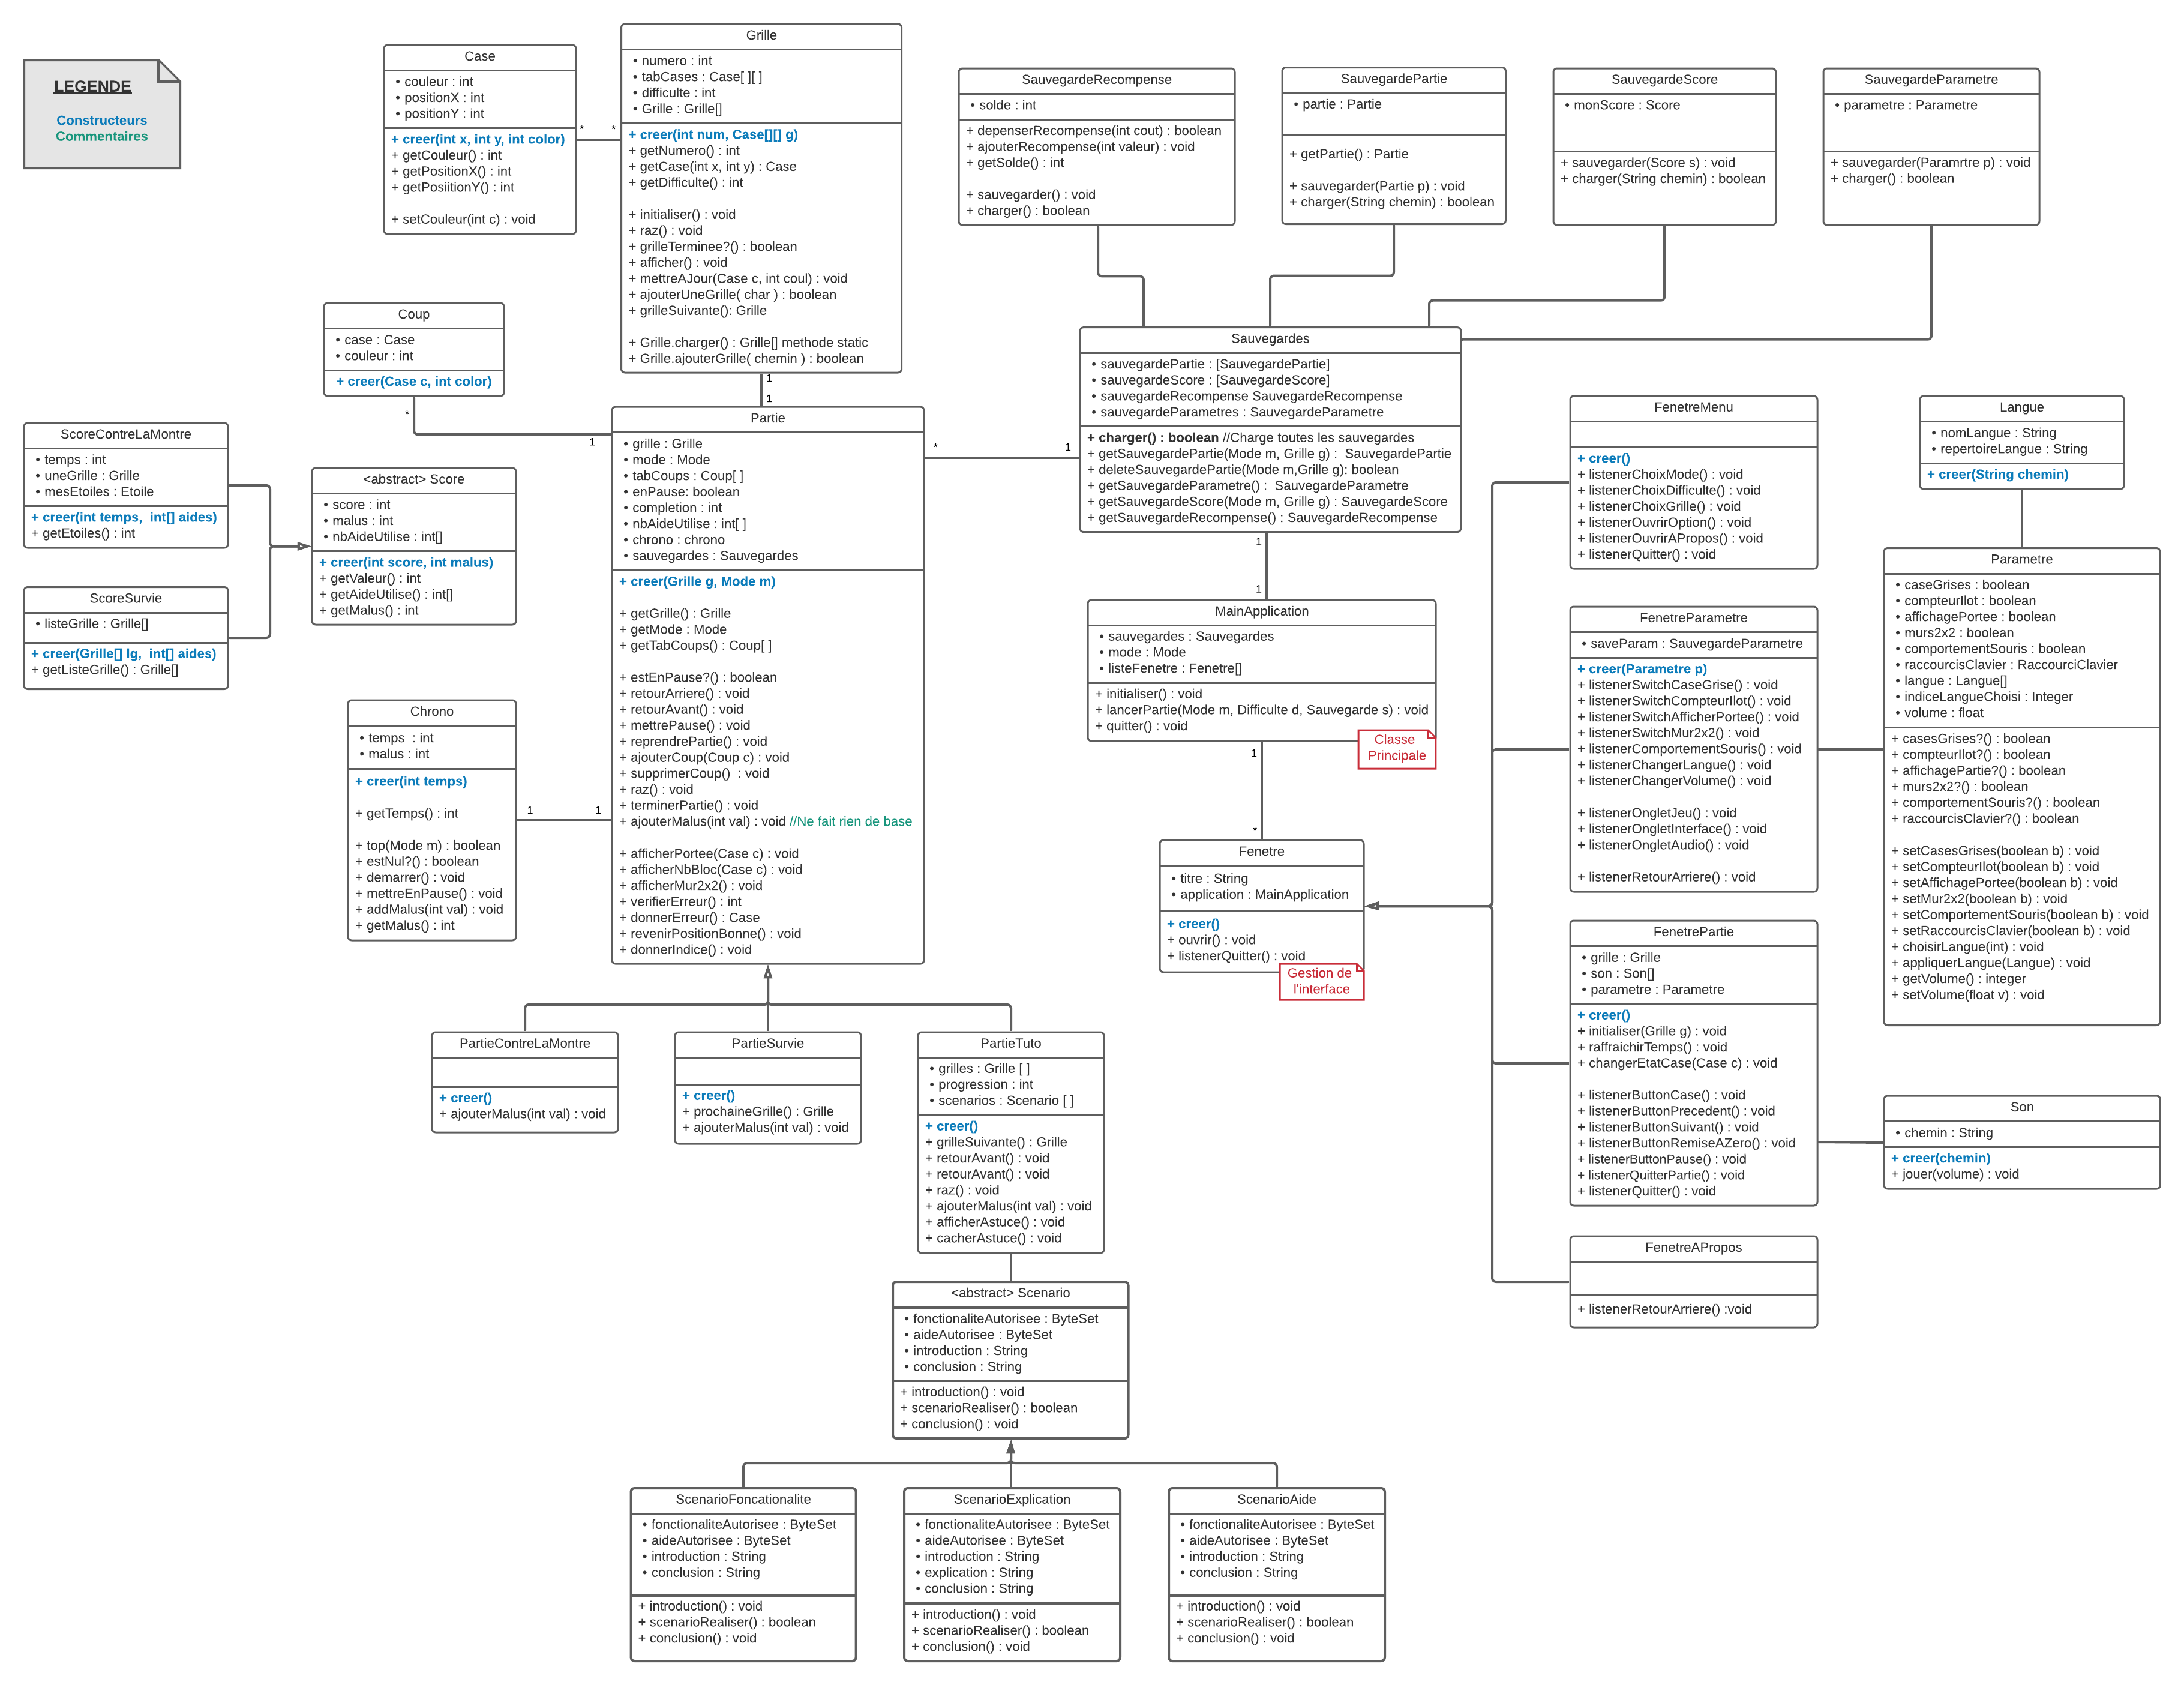 LEGENDE
Constructeurs
Commentaires
Case
• couleur : int
• positionX : int
• positionY : int
+ creer(int x, int y, int color)
+ getCouleur() : int
+ getPositionX() : int
+ getPosiitionY() : int
+ setCouleur(int c) : void
*
*
Grille
• numero : int
• tabCases : Case[ ][ ]
• difficulte : int
• Grille : Grille[]
+ creer(int num, Case[][] g)
+ getNumero() : int
+ getCase(int x, int y) : Case
+ getDifficulte() : int
+ initialiser() : void
+ raz() : void
+ grilleTerminee?() : boolean
+ afficher() : void
+ mettreAJour(Case c, int coul) : void
+ ajouterUneGrille( char ) : boolean
+ grilleSuivante(): Grille
+ Grille.charger() : Grille[] methode static
+ Grille.ajouterGrille( chemin ) : boolean
1
1
SauvegardeRecompense
• solde : int
+ depenserRecompense(int cout) : boolean
+ ajouterRecompense(int valeur) : void
+ getSolde() : int
+ sauvegarder() : void
+ charger() : boolean
SauvegardePartie
• partie : Partie
+ getPartie() : Partie
+ sauvegarder(Partie p) : void
+ charger(String chemin) : boolean
SauvegardeScore
• monScore : Score
+ sauvegarder(Score s) : void
+ charger(String chemin) : boolean
SauvegardeParametre
• parametre : Parametre
+ sauvegarder(Paramrtre p) : void
+ charger() : boolean
Coup
• case : Case
• couleur : int
+ creer(Case c, int color)
*
1
Sauvegardes
• sauvegardePartie : [SauvegardePartie]
• sauvegardeScore : [SauvegardeScore]
• sauvegardeRecompense SauvegardeRecompense
• sauvegardeParametres : SauvegardeParametre
+ charger() : boolean //Charge toutes les sauvegardes
+ getSauvegardePartie(Mode m, Grille g) : SauvegardePartie
+ deleteSauvegardePartie(Mode m,Grille g): boolean
+ getSauvegardeParametre() : SauvegardeParametre
+ getSauvegardeScore(Mode m, Grille g) : SauvegardeScore
+ getSauvegardeRecompense() : SauvegardeRecompense
*
1
1
1
ScoreContreLaMontre
• temps : int
• uneGrille : Grille
• mesEtoiles : Etoile
+ creer(int temps, int[] aides)
+ getEtoiles() : int
<abstract> Score
• score : int
• malus : int
• nbAideUtilise : int[]
+ creer(int score, int malus)
+ getValeur() : int
+ getAideUtilise() : int[]
+ getMalus() : int
ScoreSurvie
• listeGrille : Grille[]
+ creer(Grille[] lg, int[] aides)
+ getListeGrille() : Grille[]
Partie
• grille : Grille
• mode : Mode
• tabCoups : Coup[ ]
• enPause: boolean
• completion : int
• nbAideUtilise : int[ ]
• chrono : chrono
• sauvegardes : Sauvegardes
+ creer(Grille g, Mode m)
+ getGrille() : Grille
+ getMode : Mode
+ getTabCoups() : Coup[ ]
+ estEnPause?() : boolean
+ retourArriere() : void
+ retourAvant() : void
+ mettrePause() : void
+ reprendrePartie() : void
+ ajouterCoup(Coup c) : void
+ supprimerCoup() : void
+ raz() : void
+ terminerPartie() : void
+ ajouterMalus(int val) : void //Ne fait rien de base
+ afficherPortee(Case c) : void
+ afficherNbBloc(Case c) : void
+ afficherMur2x2() : void
+ verifierErreur() : int
+ donnerErreur() : Case
+ revenirPositionBonne() : void
+ donnerIndice() : void
Chrono
• temps : int
• malus : int
+ creer(int temps)
+ getTemps() : int
+ top(Mode m) : boolean
+ estNul?() : boolean
+ demarrer() : void
+ mettreEnPause() : void
+ addMalus(int val) : void
+ getMalus() : int
1
1
MainApplication
• sauvegardes : Sauvegardes
• mode : Mode
• listeFenetre : Fenetre[]
+ initialiser() : void
+ lancerPartie(Mode m, Difficulte d, Sauvegarde s) : void
+ quitter() : void
Classe
Principale
1
*
Fenetre
• titre : String
• application : MainApplication
+ creer()
+ ouvrir() : void
+ listenerQuitter() : void
Gestion de
l'interface
FenetreMenu
+ creer()
+ listenerChoixMode() : void
+ listenerChoixDifficulte() : void
+ listenerChoixGrille() : void
+ listenerOuvrirOption() : void
+ listenerOuvrirAPropos() : void
+ listenerQuitter() : void
Langue
• nomLangue : String
• repertoireLangue : String
+ creer(String chemin)
FenetreParametre
• saveParam : SauvegardeParametre
+ creer(Parametre p)
+ listenerSwitchCaseGrise() : void
+ listenerSwitchCompteurIlot() : void
+ listenerSwitchAfficherPortee() : void
+ listenerSwitchMur2x2() : void
+ listenerComportementSouris() : void
+ listenerChangerLangue() : void
+ listenerChangerVolume() : void
+ listenerOngletJeu() : void
+ listenerOngletInterface() : void
+ listenerOngletAudio() : void
+ listenerRetourArriere() : void
Parametre
• caseGrises : boolean
• compteurIlot : boolean
• affichagePortee : boolean
• murs2x2 : boolean
• comportementSouris : boolean
• raccourcisClavier : RaccourciClavier
• langue : Langue[]
• indiceLangueChoisi : Integer
• volume : float
+ casesGrises?() : boolean
+ compteurIlot?() : boolean
+ affichagePartie?() : boolean
+ murs2x2?() : boolean
+ comportementSouris?() : boolean
+ raccourcisClavier?() : boolean
+ setCasesGrises(boolean b) : void
+ setCompteurIlot(boolean b) : void
+ setAffichagePortee(boolean b) : void
+ setMur2x2(boolean b) : void
+ setComportementSouris(boolean b) : void
+ setRaccourcisClavier(boolean b) : void
+ choisirLangue(int) : void
+ appliquerLangue(Langue) : void
+ getVolume() : integer
+ setVolume(float v) : void
FenetrePartie
• grille : Grille
• son : Son[]
• parametre : Parametre
+ creer()
+ initialiser(Grille g) : void
+ raffraichirTemps() : void
+ changerEtatCase(Case c) : void
+ listenerButtonCase() : void
+ listenerButtonPrecedent() : void
+ listenerButtonSuivant() : void
+ listenerButtonRemiseAZero() : void
+ listenerButtonPause() : void
+ listenerQuitterPartie() : void
+ listenerQuitter() : void
Son
• chemin : String
+ creer(chemin)
+ jouer(volume) : void
FenetreAPropos
+ listenerRetourArriere() :void
PartieContreLaMontre
+ creer()
+ ajouterMalus(int val) : void
PartieSurvie
+ creer()
+ prochaineGrille() : Grille
+ ajouterMalus(int val) : void
PartieTuto
• grilles : Grille [ ]
• progression : int
• scenarios : Scenario [ ]
+ creer()
+ grilleSuivante() : Grille
+ retourAvant() : void
+ retourAvant() : void
+ raz() : void
+ ajouterMalus(int val) : void
+ afficherAstuce() : void
+ cacherAstuce() : void
<abstract> Scenario
• fonctionaliteAutorisee : ByteSet
• aideAutorisee : ByteSet
• introduction : String
• conclusion : String
+ introduction() : void
+ scenarioRealiser() : boolean
+ conclusion() : void
ScenarioFoncationalite
• fonctionaliteAutorisee : ByteSet
• aideAutorisee : ByteSet
• introduction : String
• conclusion : String
+ introduction() : void
+ scenarioRealiser() : boolean
+ conclusion() : void
ScenarioExplication
• fonctionaliteAutorisee : ByteSet
• aideAutorisee : ByteSet
• introduction : String
• explication : String
• conclusion : String
+ introduction() : void
+ scenarioRealiser() : boolean
+ conclusion() : void
ScenarioAide
• fonctionaliteAutorisee : ByteSet
• aideAutorisee : ByteSet
• introduction : String
• conclusion : String
+ introduction() : void
+ scenarioRealiser() : boolean
+ conclusion() : void